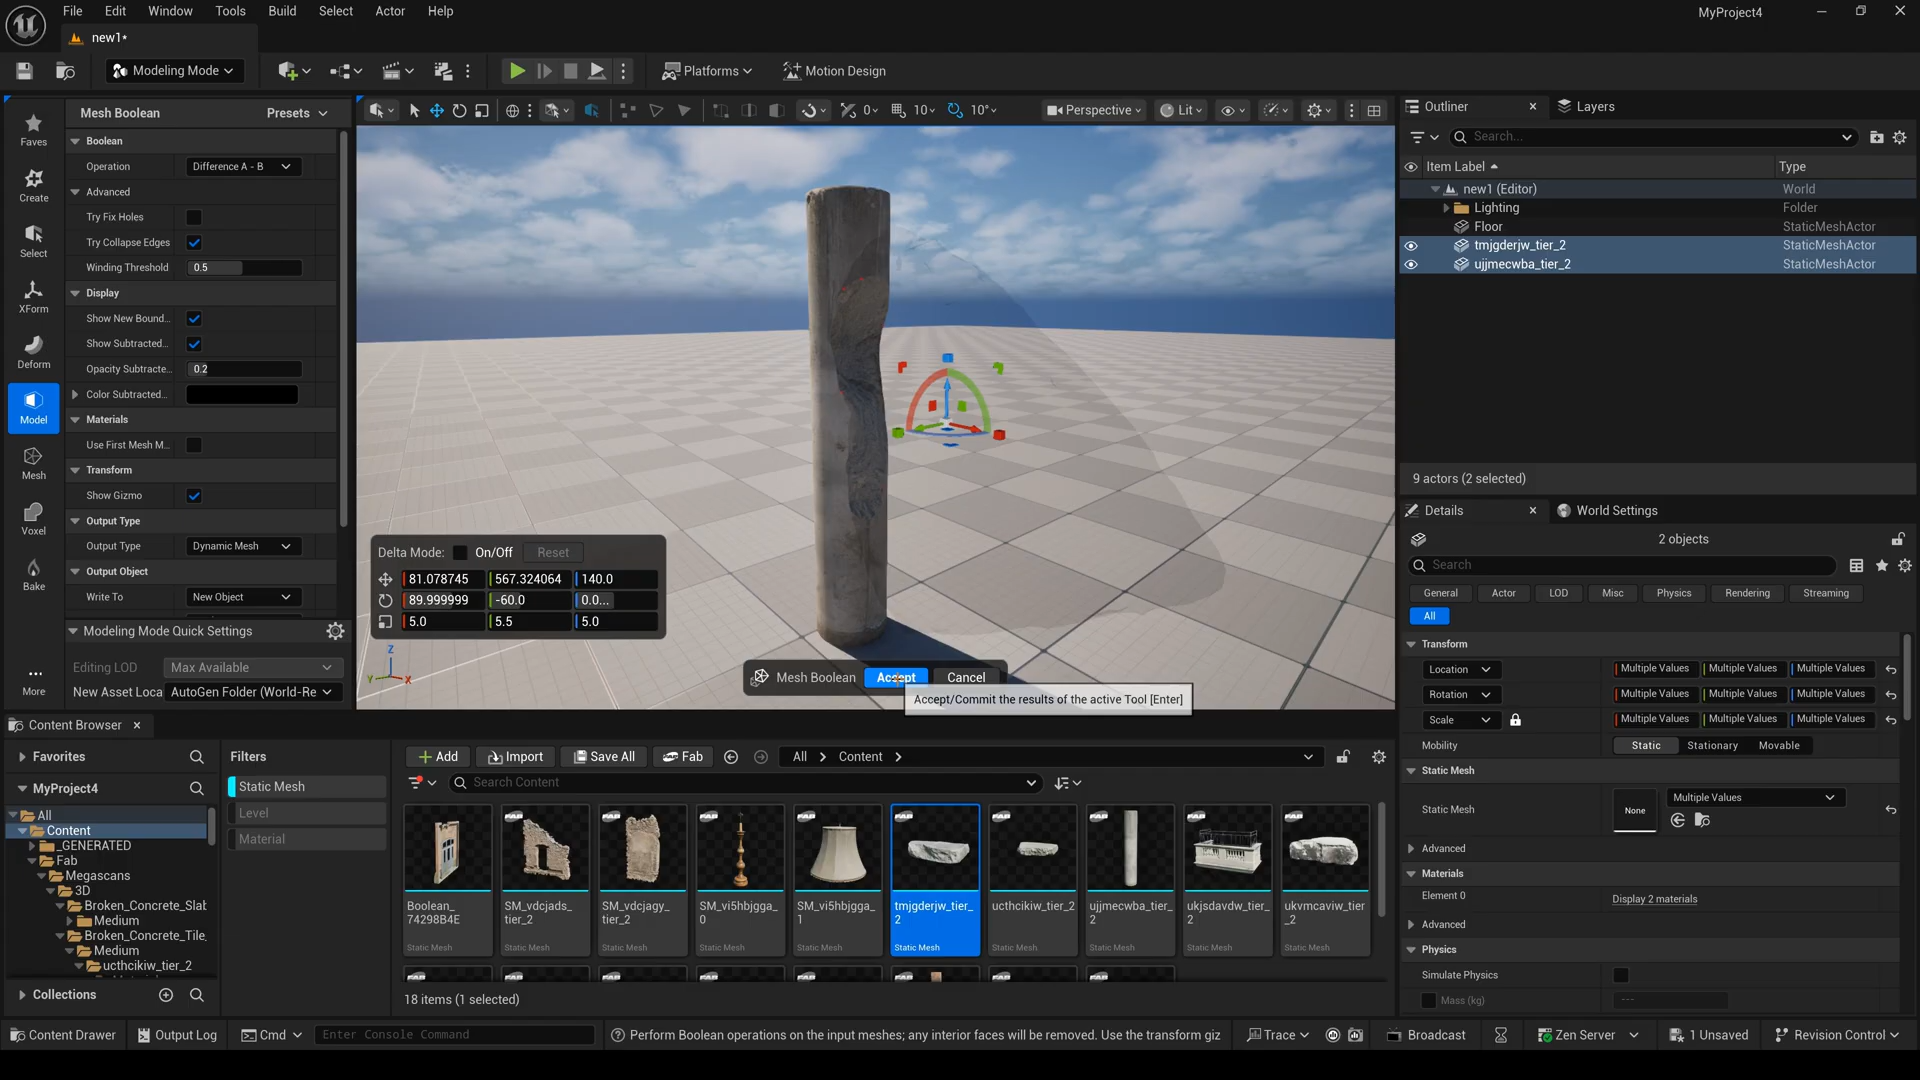 File Edit Window Tools Build Select Actor Help
MyProject4
new1*
Modeling Mode
Platforms
Motion Design
Mesh Boolean Presets
Boolean
Operation Difference A - B
Advanced
Try Fix Holes
Try Collapse Edges
Winding Threshold 0.5
Display
Show New Bound...
Show Subtracted...
Opacity Subtracte... 0.2
Color Subtracted...
Materials
Use First Mesh M...
Transform
Show Gizmo
Output Type
Output Type Dynamic Mesh
Output Object
Write To New Object
Modeling Mode Quick Settings
Editing LOD Max Available
New Asset Loca AutoGen Folder (World-Re
Faves
Create
Select
XForm
Deform
Model
Mesh
Voxel
Bake
More
0 10 10°
Perspective
Lit
Delta Mode: On/Off Reset
81.078745 567.324064 140.0
89.999999 -60.0 0.0...
5.0 5.5 5.0
Z
Y X
Mesh Boolean Accept Cancel
Accept/Commit the results of the active Tool [Enter]
Outliner Layers
Search...
Item Label Type
new1 (Editor) World
Lighting Folder
Floor StaticMeshActor
tmjgderjw_tier_2 StaticMeshActor
ujjmecwba_tier_2 StaticMeshActor
9 actors (2 selected)
Details World Settings
2 objects
Search
General Actor LOD Misc Physics Rendering Streaming
All
Transform
Location Multiple Values Multiple Values Multiple Values
Rotation Multiple Values Multiple Values Multiple Values
Scale Multiple Values Multiple Values Multiple Values
Mobility Static Stationary Movable
Static Mesh
Static Mesh None Multiple Values
Advanced
Materials
Element 0 Display 2 materials
Advanced
Physics
Simulate Physics
Mass (kg) ---
Content Browser
Favorites
MyProject4
All
Content
_GENERATED
Fab
Megascans
3D
Broken_Concrete_Slat
Medium
Broken_Concrete_Tile_
Medium
ucthcikiw_tier_2
Collections
Filters
Static Mesh
Level
Material
Add Import Save All Fab All Content
Search Content
Boolean_
74298B4E
Static Mesh
SM_vdcjads_
tier_2
Static Mesh
SM_vdcjagy_
tier_2
Static Mesh
SM_vi5hbjgga_
0
Static Mesh
SM_vi5hbjgga_
1
Static Mesh
tmjgderjw_tier_
2
Static Mesh
ucthcikiw_tier_2
Static Mesh
ujjmecwba_tier_
2
Static Mesh
ukjsdavdw_tier_
2
Static Mesh
ukvmcaviw_tier
_2
Static Mesh
18 items (1 selected)
Content Drawer Output Log Cmd Enter Console Command Perform Boolean operations on the input meshes; any interior faces will be removed. Use the transform giz Trace Broadcast Zen Server 1 Unsaved Revision Control